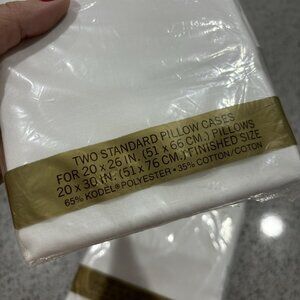 TWO STANDARD PILLOW CASES
FOR 20 x 26 IN. (51 x 66 CM.) PILLOWS
20 x 30 IN. (51 x 76 CM.) FINISHED SIZE
65% KODEL® POLYESTER • 35% COTTON/COTON